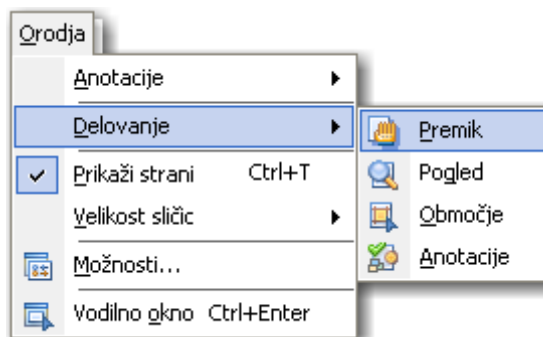 Orodja
Anotacije
Delovanje
Prikaži strani Ctrl+T
Velikost sličic
Možnosti...
Vodilno okno Ctrl+Enter
Premik
Pogled
Območje
Anotacije